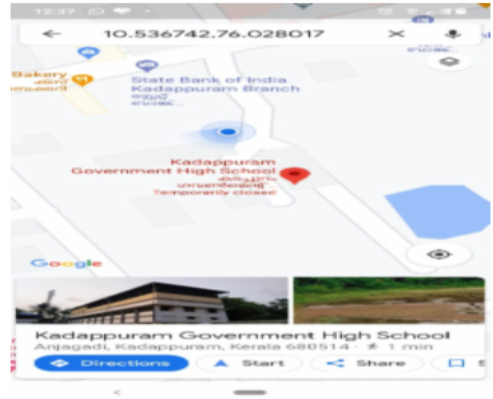 12:37
10.536742,76.028017
Bakery
State Bank of India
Kadappuram Branch
Kadappuram
Government High School
Temporarily closed
Google
Kadappuram Government High School
Anjagadi, Kadappuram, Kerala 680514 · 1 min
Directions
Start
Share